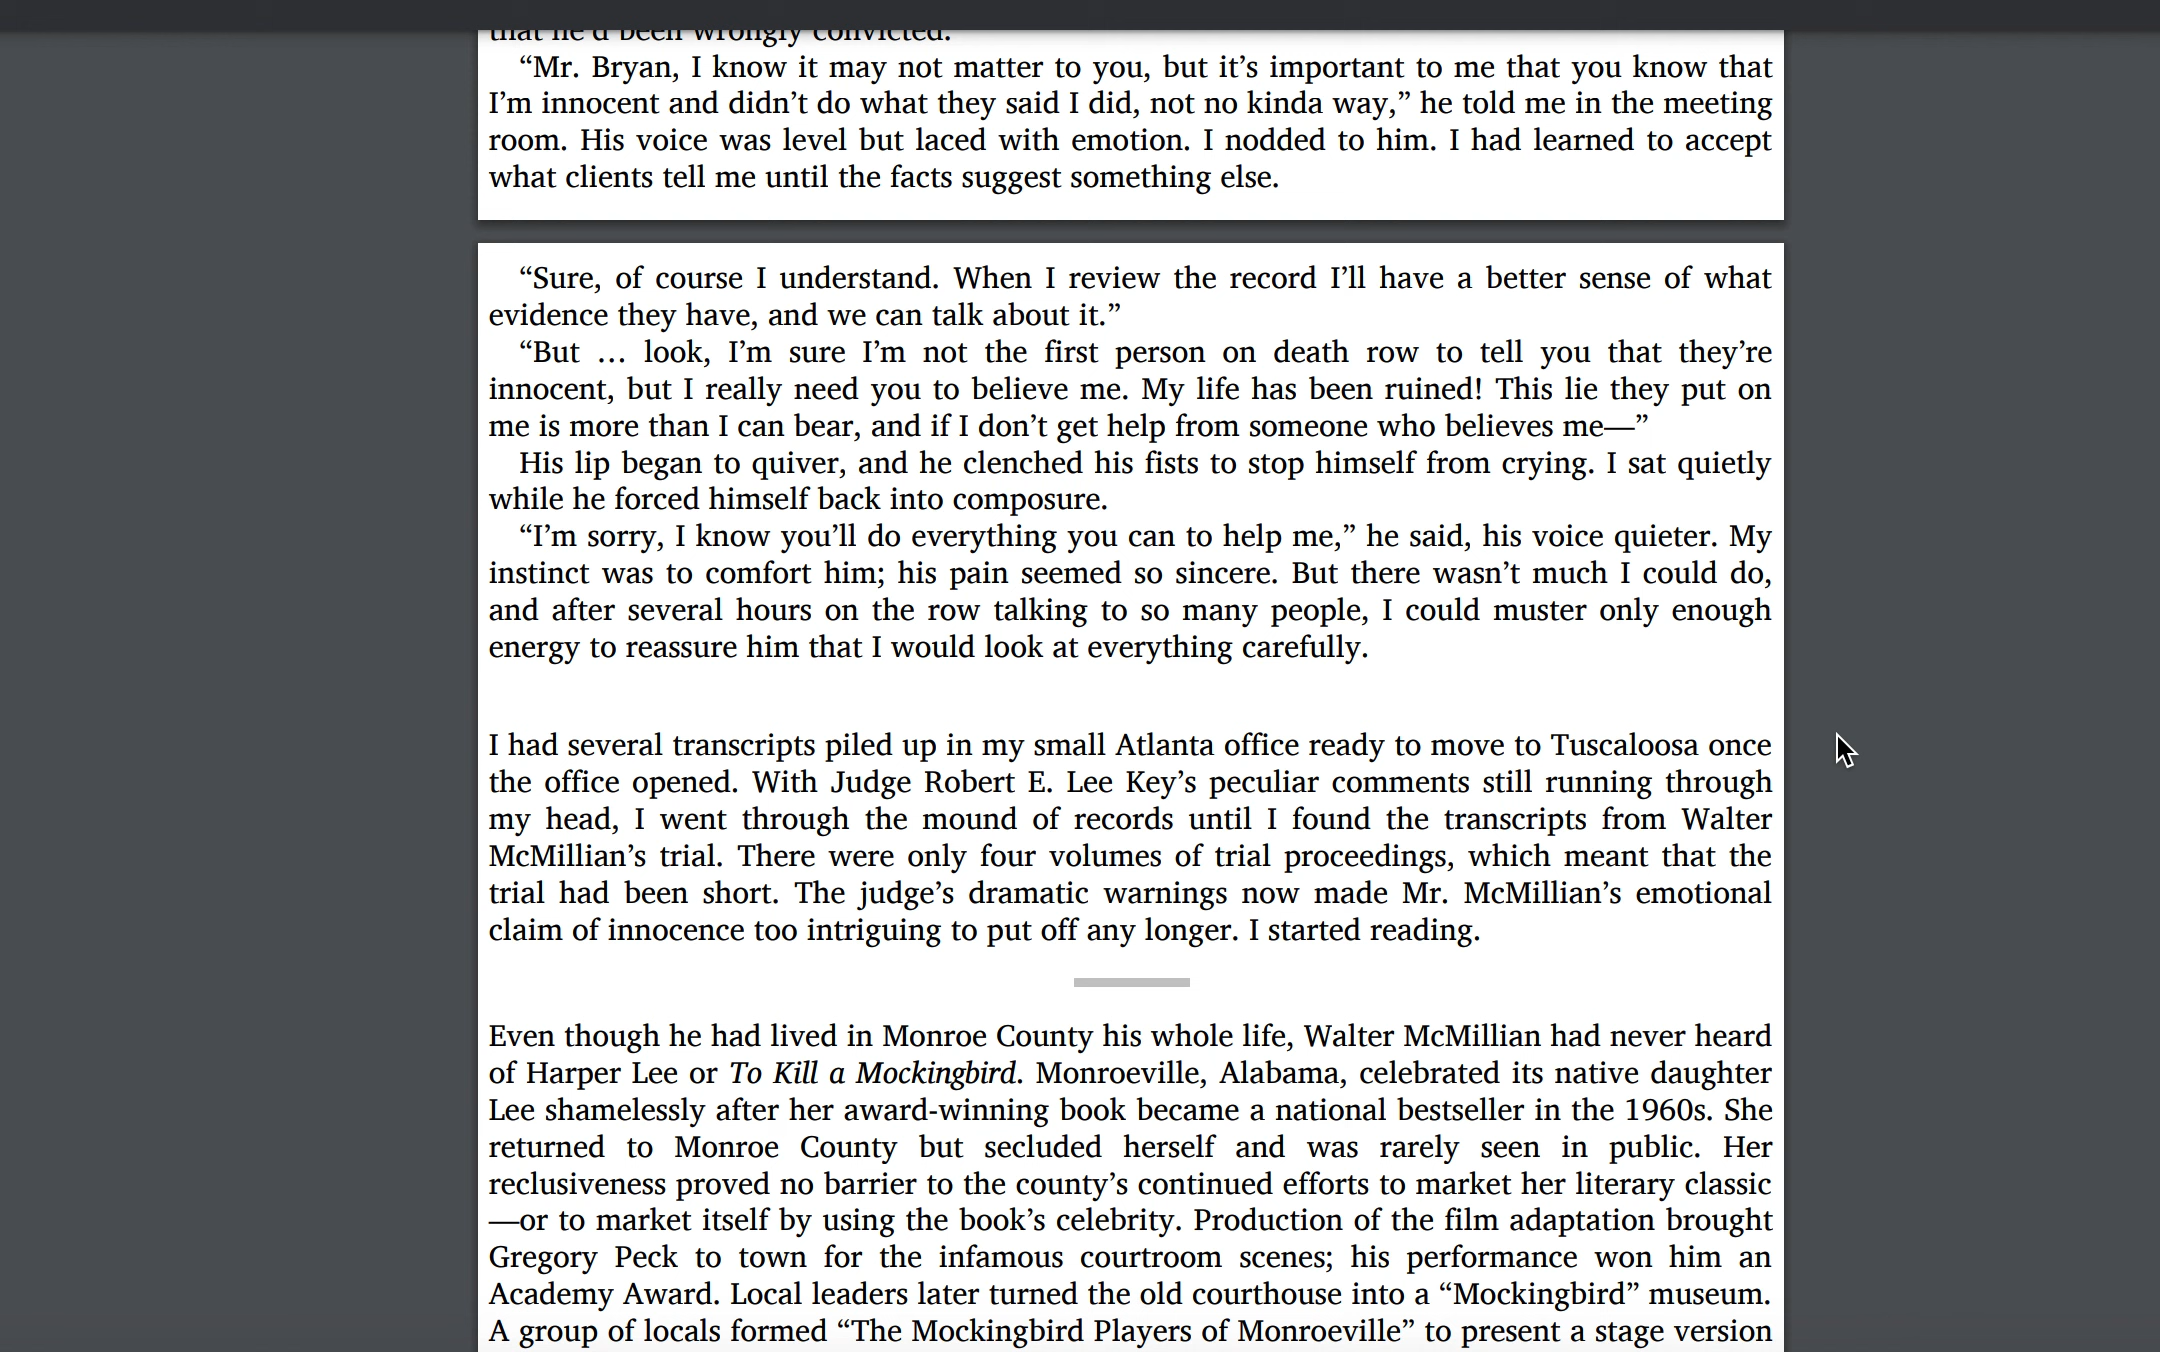 that he’d been wrongly convicted.
“Mr. Bryan, I know it may not matter to you, but it’s important to me that you know that
I’m innocent and didn’t do what they said I did, not no kinda way,” he told me in the meeting
room. His voice was level but laced with emotion. I nodded to him. I had learned to accept
what clients tell me until the facts suggest something else.
“Sure, of course I understand. When I review the record I’ll have a better sense of what
evidence they have, and we can talk about it.”
“But … look, I’m sure I’m not the first person on death row to tell you that they’re
innocent, but I really need you to believe me. My life has been ruined! This lie they put on
me is more than I can bear, and if I don’t get help from someone who believes me—”
His lip began to quiver, and he clenched his fists to stop himself from crying. I sat quietly
while he forced himself back into composure.
“I’m sorry, I know you’ll do everything you can to help me,” he said, his voice quieter. My
instinct was to comfort him; his pain seemed so sincere. But there wasn’t much I could do,
and after several hours on the row talking to so many people, I could muster only enough
energy to reassure him that I would look at everything carefully.
I had several transcripts piled up in my small Atlanta office ready to move to Tuscaloosa once
the office opened. With Judge Robert E. Lee Key’s peculiar comments still running through
my head, I went through the mound of records until I found the transcripts from Walter
McMillian’s trial. There were only four volumes of trial proceedings, which meant that the
trial had been short. The judge’s dramatic warnings now made Mr. McMillian’s emotional
claim of innocence too intriguing to put off any longer. I started reading.
Even though he had lived in Monroe County his whole life, Walter McMillian had never heard
of Harper Lee or To Kill a Mockingbird. Monroeville, Alabama, celebrated its native daughter
Lee shamelessly after her award-winning book became a national bestseller in the 1960s. She
returned to Monroe County but secluded herself and was rarely seen in public. Her
reclusiveness proved no barrier to the county’s continued efforts to market her literary classic
—or to market itself by using the book’s celebrity. Production of the film adaptation brought
Gregory Peck to town for the infamous courtroom scenes; his performance won him an
Academy Award. Local leaders later turned the old courthouse into a “Mockingbird” museum.
A group of locals formed “The Mockingbird Players of Monroeville” to present a stage version